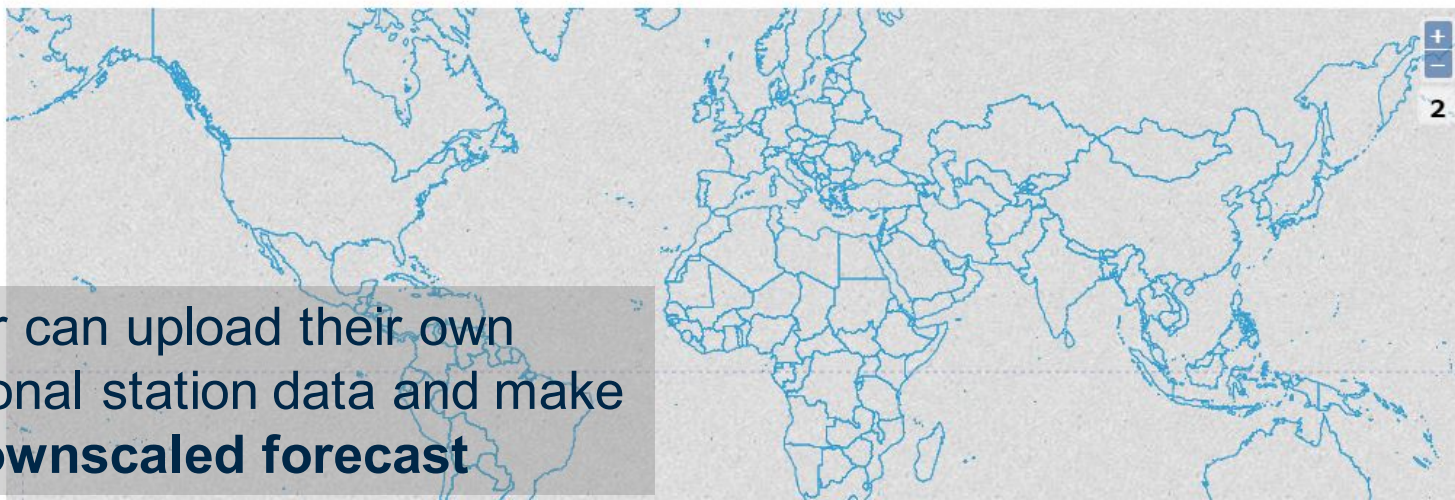 +
−
2
r can upload their own
onal station data and make
ownscaled forecast